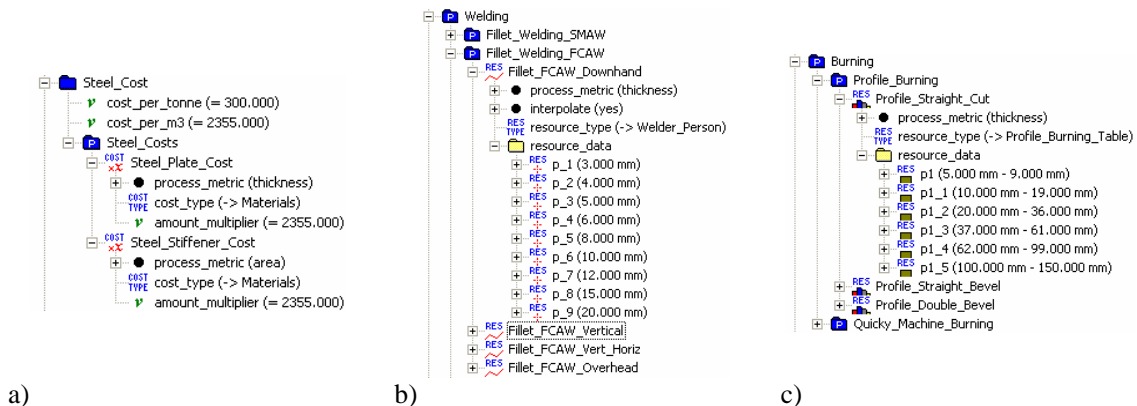 Steel_Cost
cost_per_tonne (= 300.000)
cost_per_m3 (= 2355.000)
P Steel_Costs
COST ×x Steel_Plate_Cost
process_metric (thickness)
COST TYPE cost_type (-> Materials)
amount_multiplier (= 2355.000)
COST ×x Steel_Stiffener_Cost
process_metric (area)
COST TYPE cost_type (-> Materials)
amount_multiplier (= 2355.000)
a)
P Welding
P Fillet_Welding_SMAW
P Fillet_Welding_FCAW
RES Fillet_FCAW_Downhand
process_metric (thickness)
interpolate (yes)
RES TYPE resource_type (-> Welder_Person)
resource_data
RES p_1 (3.000 mm)
RES p_2 (4.000 mm)
RES p_3 (5.000 mm)
RES p_4 (6.000 mm)
RES p_5 (8.000 mm)
RES p_6 (10.000 mm)
RES p_7 (12.000 mm)
RES p_8 (15.000 mm)
RES p_9 (20.000 mm)
RES Fillet_FCAW_Vertical
RES Fillet_FCAW_Vert_Horiz
RES Fillet_FCAW_Overhead
b)
P Burning
P Profile_Burning
RES Profile_Straight_Cut
process_metric (thickness)
RES TYPE resource_type (-> Profile_Burning_Table)
resource_data
RES p1 (5.000 mm - 9.000 mm)
RES p1_1 (10.000 mm - 19.000 mm)
RES p1_2 (20.000 mm - 36.000 mm)
RES p1_3 (37.000 mm - 61.000 mm)
RES p1_4 (62.000 mm - 99.000 mm)
RES p1_5 (100.000 mm - 150.000 mm)
RES Profile_Straight_Bevel
RES Profile_Double_Bevel
P Quicky_Machine_Burning
c)